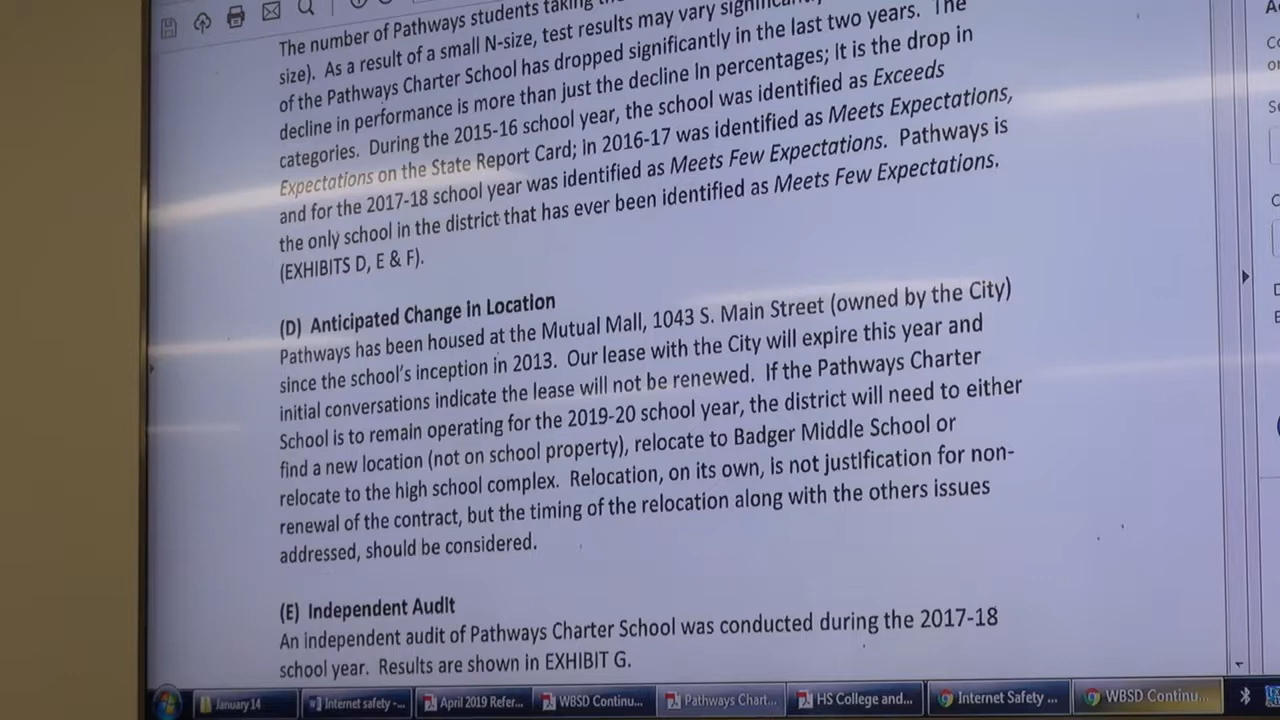 The number of Pathways students taking
size). As a result of a small N-size, test results may vary
of the Pathways Charter School has dropped significantly in the last two years. The
decline in performance is more than just the decline In percentages; it is the drop in
categories. During the 2015-16 school year, the school was identified as Exceeds
Expectations on the State Report Card; in 2016-17 was identified as Meets Expectations,
and for the 2017-18 school year was identified as Meets Few Expectations. Pathways is
the only school in the district that has ever been identified as Meets Few Expectations.
(EXHIBITS D, E & F).
(D) Anticipated Change in Location
Pathways has been housed at the Mutual Mall, 1043 S. Main Street (owned by the City)
since the school's inception in 2013. Our lease with the City will expire this year and
initial conversations indicate the lease will not be renewed. If the Pathways Charter
School is to remain operating for the 2019-20 school year, the district will need to either
find a new location (not on school property), relocate to Badger Middle School or
relocate to the high school complex. Relocation, on its own, is not justification for non-
renewal of the contract, but the timing of the relocation along with the others issues
addressed, should be considered.
(E) Independent Audit
An independent audit of Pathways Charter School was conducted during the 2017-18
school year. Results are shown in EXHIBIT G.
January 14 Internet safety -... April 2019 Refer... WBSD Continu... Pathways Chart... HS College and... Internet Safety ... WBSD Continu...